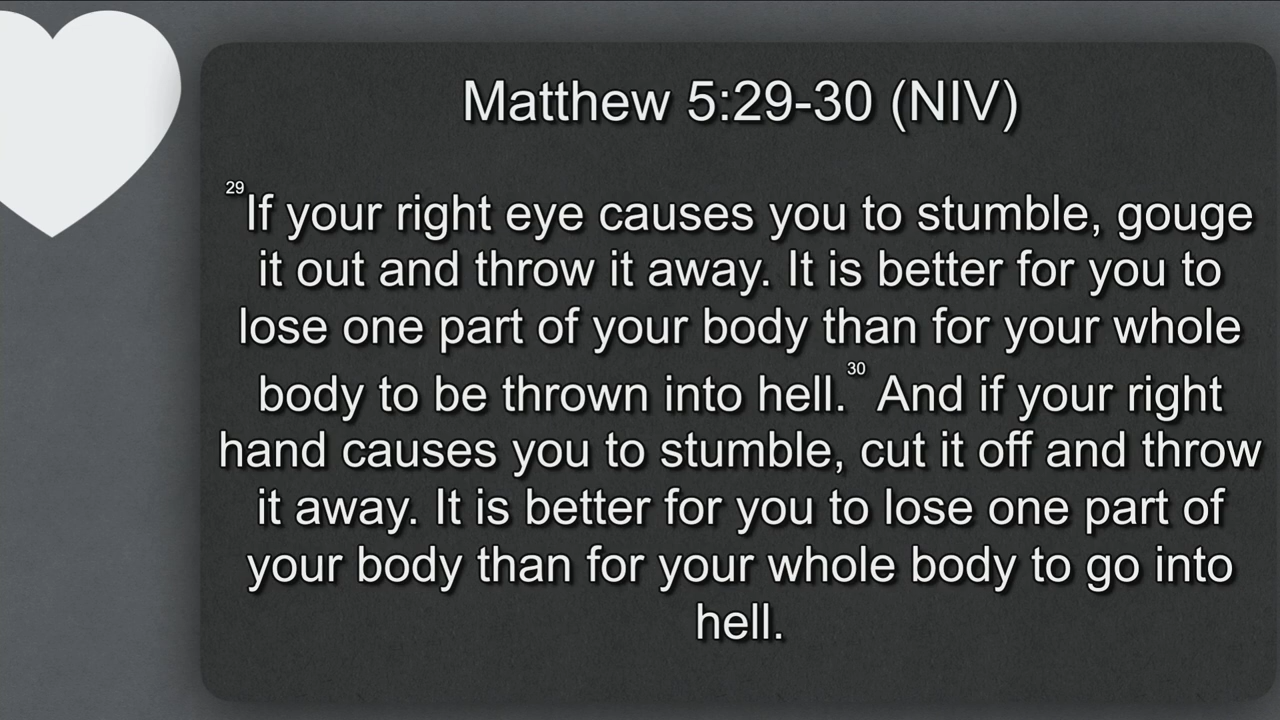 Matthew 5:29-30 (NIV)
29If your right eye causes you to stumble, gouge
it out and throw it away. It is better for you to
lose one part of your body than for your whole
body to be thrown into hell.30 And if your right
hand causes you to stumble, cut it off and throw
it away. It is better for you to lose one part of
your body than for your whole body to go into
hell.